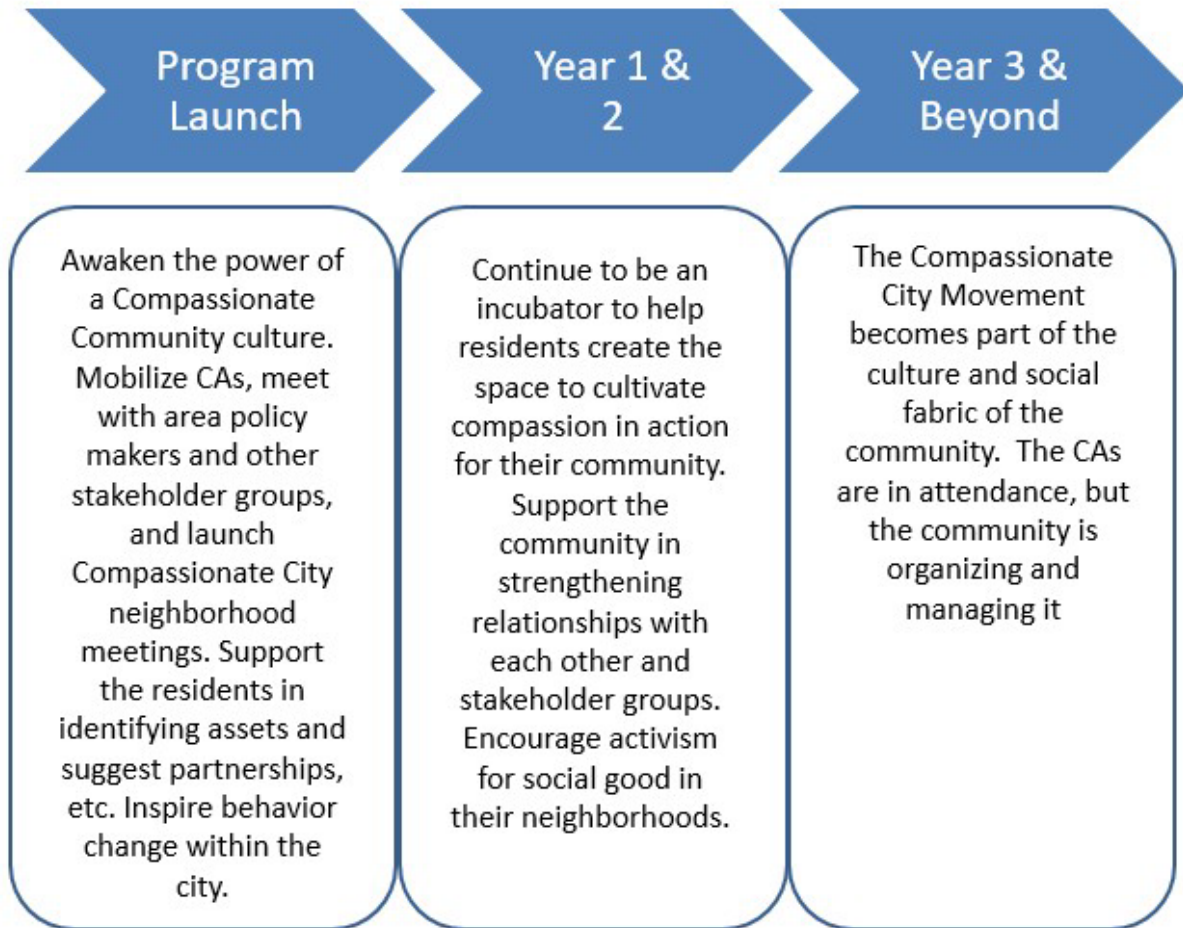 Program
Launch
Year 1 &
2
Year 3 &
Beyond
Awaken the power of
a Compassionate
Community culture.
Mobilize CAs, meet
with area policy
makers and other
stakeholder groups,
and launch
Compassionate City
neighborhood
meetings. Support
the residents in
identifying assets and
suggest partnerships,
etc. Inspire behavior
change within the
city.
Continue to be an
incubator to help
residents create the
space to cultivate
compassion in action
for their community.
Support the
community in
strengthening
relationships with
each other and
stakeholder groups.
Encourage activism
for social good in
their neighborhoods.
The Compassionate
City Movement
becomes part of the
culture and social
fabric of the
community.  The CAs
are in attendance, but
the community is
organizing and
managing it